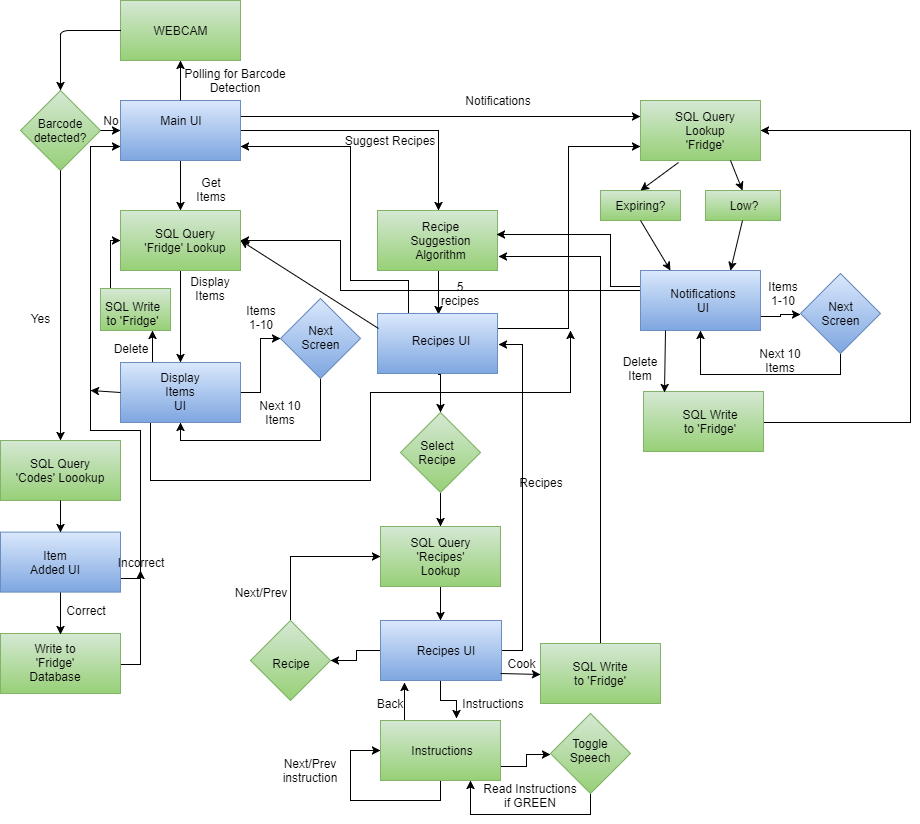 WEBCAM
Polling for Barcode
Detection
Barcode
detected?
No
Main UI
Notifications
Suggest Recipes
SQL Query
Lookup
'Fridge'
Get
Items
Expiring?
Low?
SQL Query
'Fridge' Lookup
Recipe
Suggestion
Algorithm
Display
Items
5
recipes
SQL Write
to 'Fridge'
Items
1-10
Next
Screen
Notifications
UI
Items
1-10
Next
Screen
Yes
Delete
Recipes UI
Delete
Item
Next 10
Items
Display
Items
UI
Next 10
Items
SQL Write
to 'Fridge'
Select
Recipe
SQL Query
'Codes' Loookup
Recipes
Item
Added UI
Incorrect
SQL Query
'Recipes'
Lookup
Next/Prev
Correct
Write to
'Fridge'
Database
Recipe
Recipes UI
Cook
SQL Write
to 'Fridge'
Back
Instructions
Instructions
Toggle
Speech
Next/Prev
instruction
Read Instructions
if GREEN